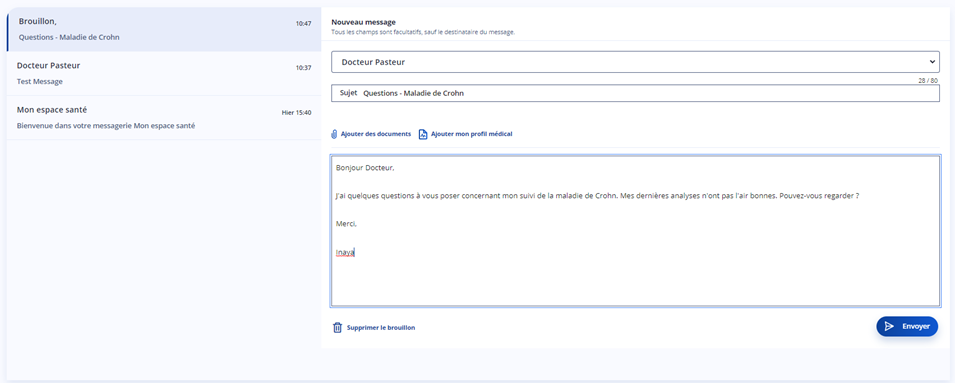 Brouillon,
10:47
Questions - Maladie de Crohn
Docteur Pasteur
10:37
Test Message
Mon espace santé
Hier 15:40
Bienvenue dans votre messagerie Mon espace santé
Nouveau message
Tous les champs sont facultatifs, sauf le destinataire du message.
Docteur Pasteur
28 / 80
Sujet Questions - Maladie de Crohn
Ajouter des documents
Ajouter mon profil médical
Bonjour Docteur,
J'ai quelques questions à vous poser concernant mon suivi de la maladie de Crohn. Mes dernières analyses n'ont pas l'air bonnes. Pouvez-vous regarder ?
Merci,
Inaya
Supprimer le brouillon
Envoyer